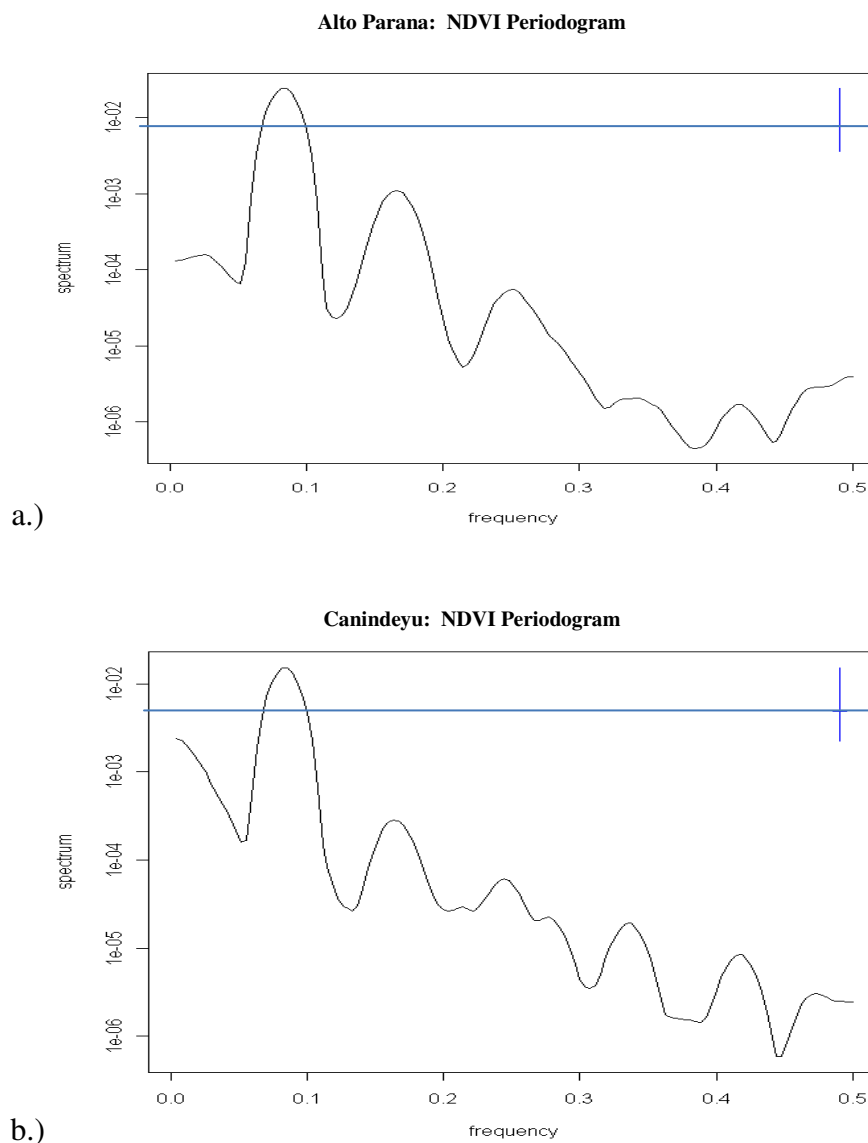 Alto Parana: NDVI Periodogram
1e-02
1e-03
1e-04
1e-05
1e-06
spectrum
0.0 0.1 0.2 0.3 0.4 0.5
frequency
a.)
Canindeyu: NDVI Periodogram
1e-02
1e-03
1e-04
1e-05
1e-06
spectrum
0.0 0.1 0.2 0.3 0.4 0.5
frequency
b.)